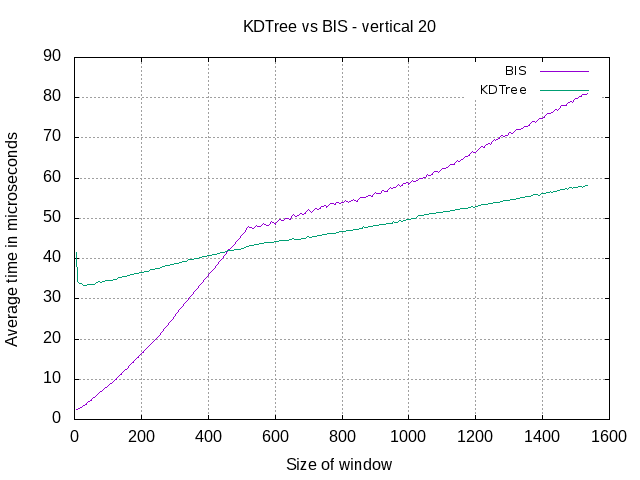 KDTree vs BIS - vertical 20
BIS
KDTree
90
80
70
60
50
40
30
20
10
0
Average time in microseconds
0 200 400 600 800 1000 1200 1400 1600
Size of window